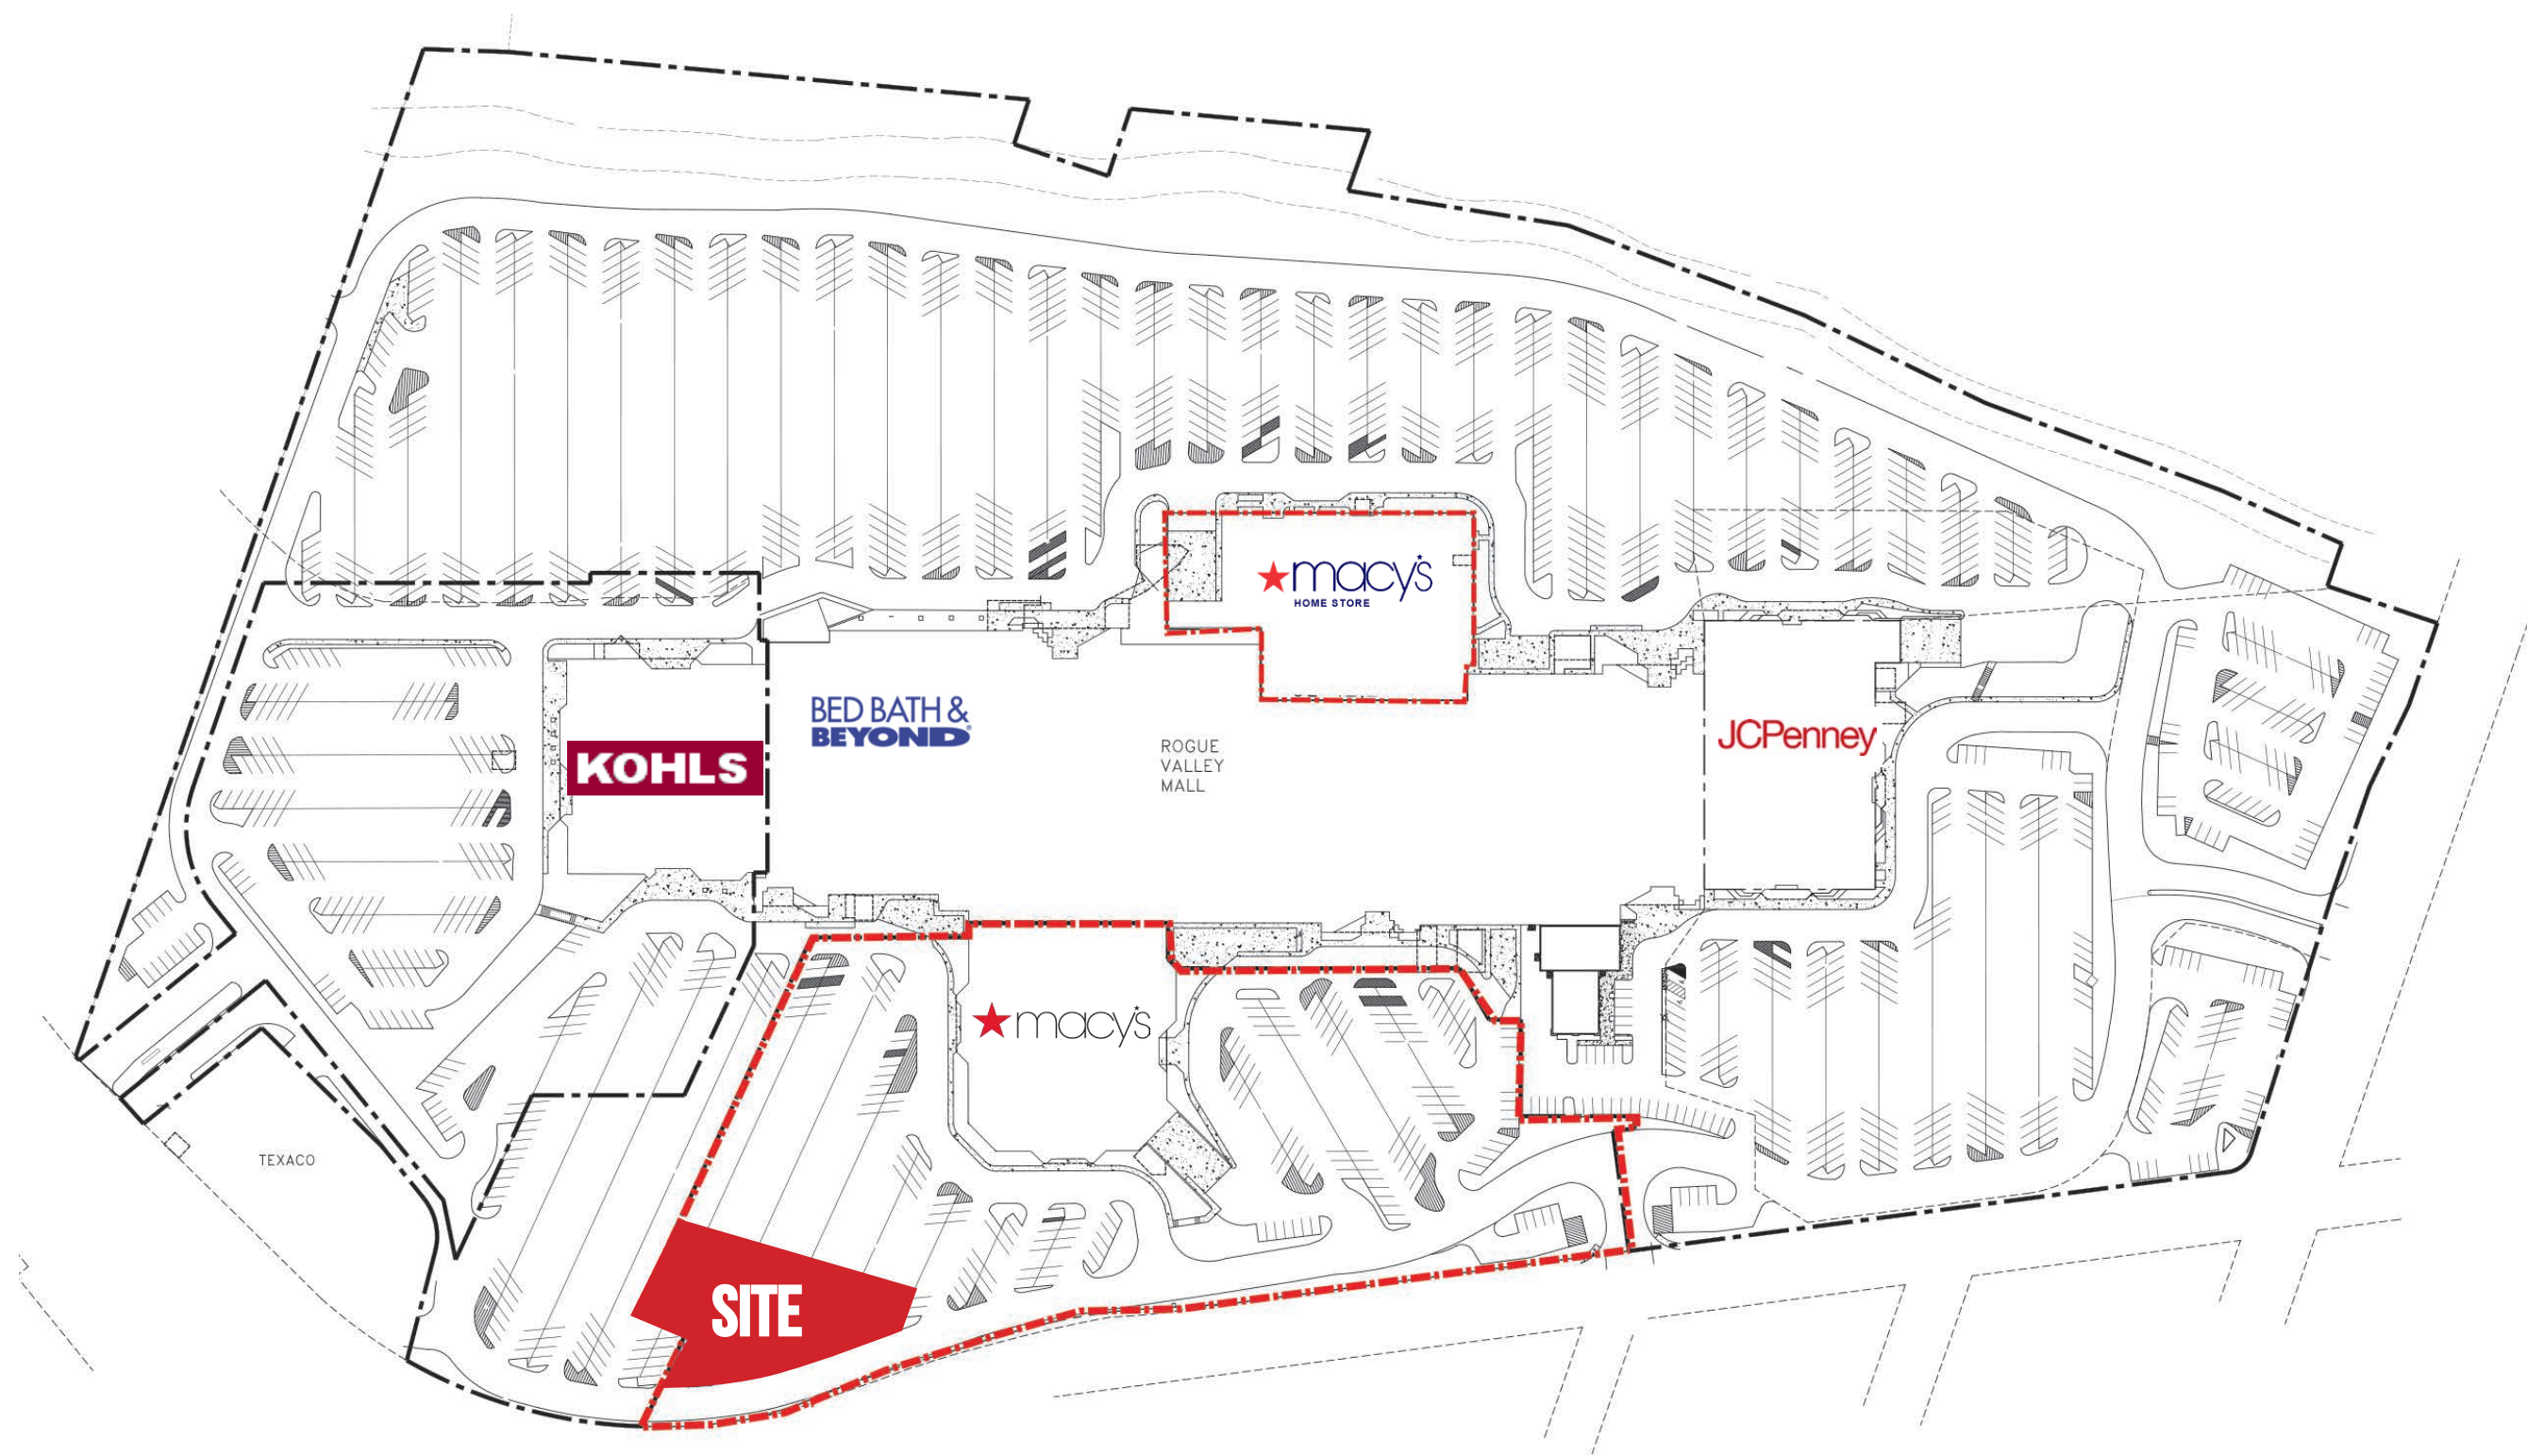 macy's
HOME STORE
BED BATH &
BEYOND
KOHLS
ROGUE
VALLEY
MALL
JCPenney
macy's
TEXACO
SITE